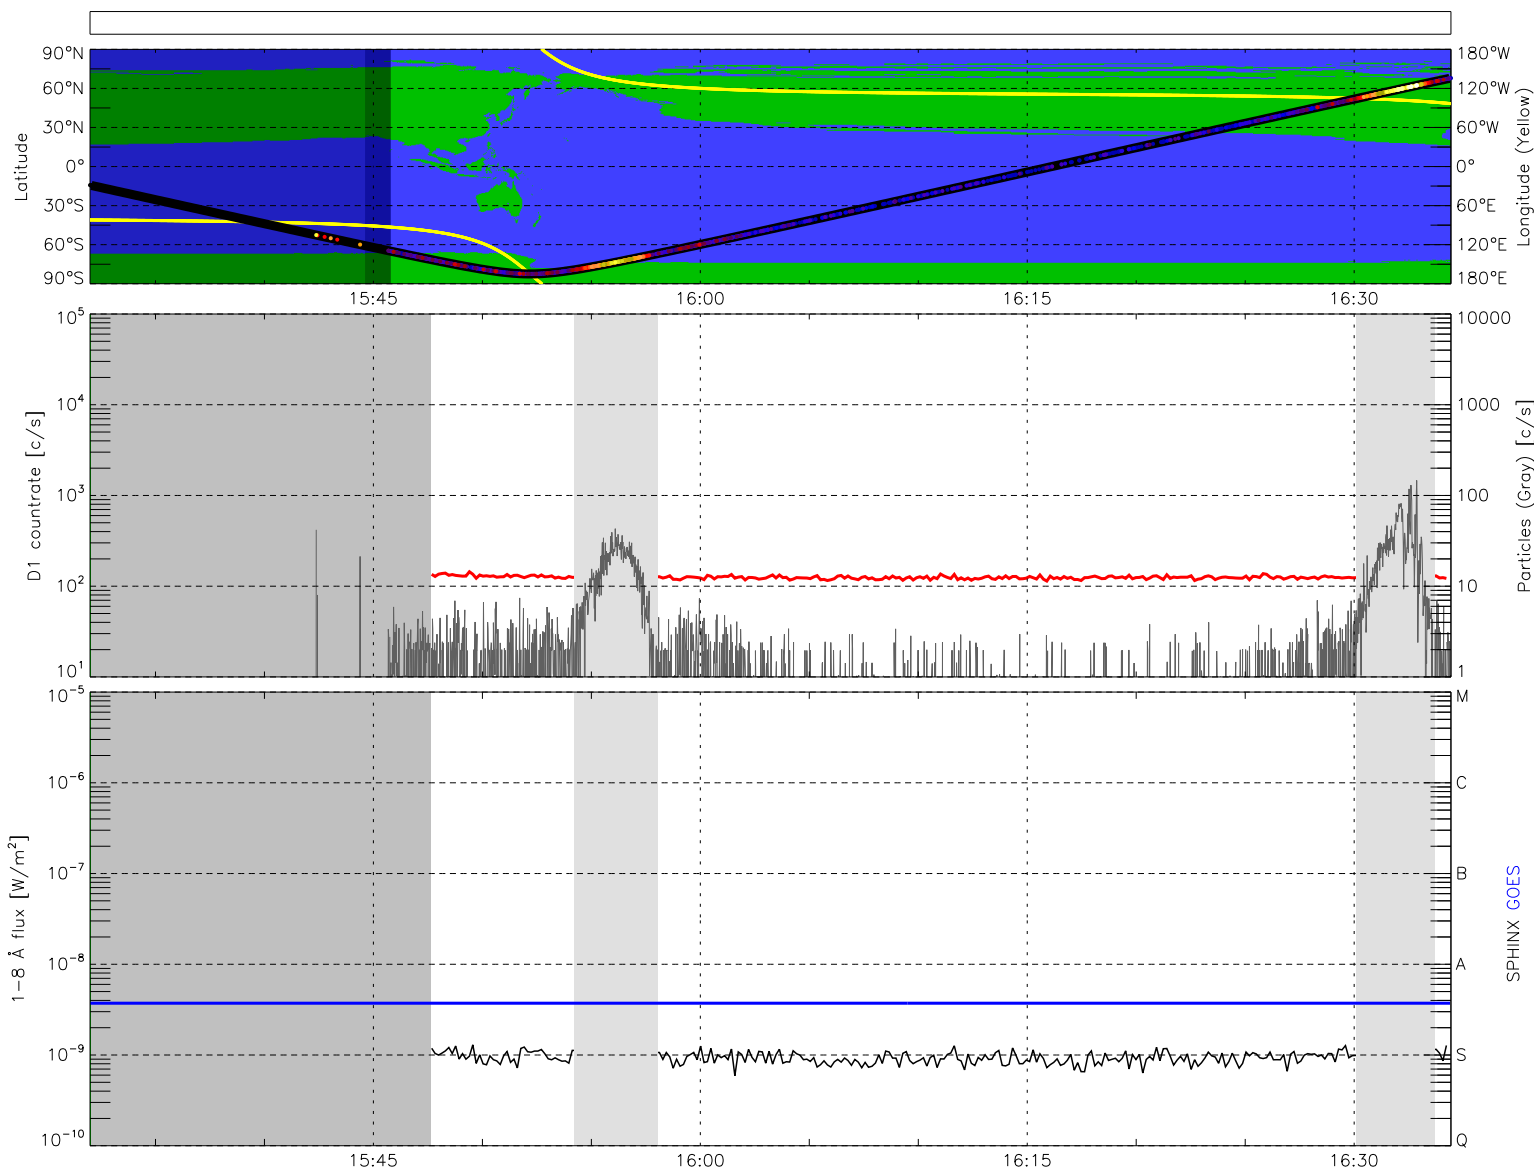 90°N
60°N
30°N
0°
30°S
60°S
90°S
Latitude
180°W
120°W
60°W
0°
60°E
120°E
180°E
Longitude (Yellow)
15:45 16:00 16:15 16:30
10^5
10^4
10^3
10^2
10^1
D1 countrate [c/s]
10000
1000
100
10
1
Particles (Gray) [c/s]
10^-5
10^-6
10^-7
10^-8
10^-9
10^-10
1-8 Å flux [W/m^2]
M
C
B
A
S
Q
SPHINX GOES
15:45 16:00 16:15 16:30